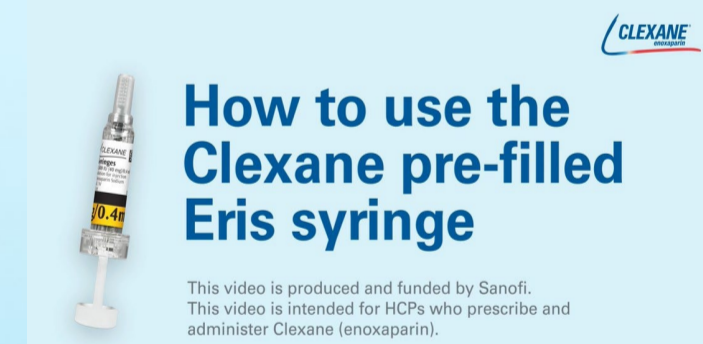 CLEXANE®
enoxaparin
How to use the
Clexane pre-filled
Eris syringe
CLEXANE
/0.4m
This video is produced and funded by Sanofi.
This video is intended for HCPs who prescribe and
administer Clexane (enoxaparin).